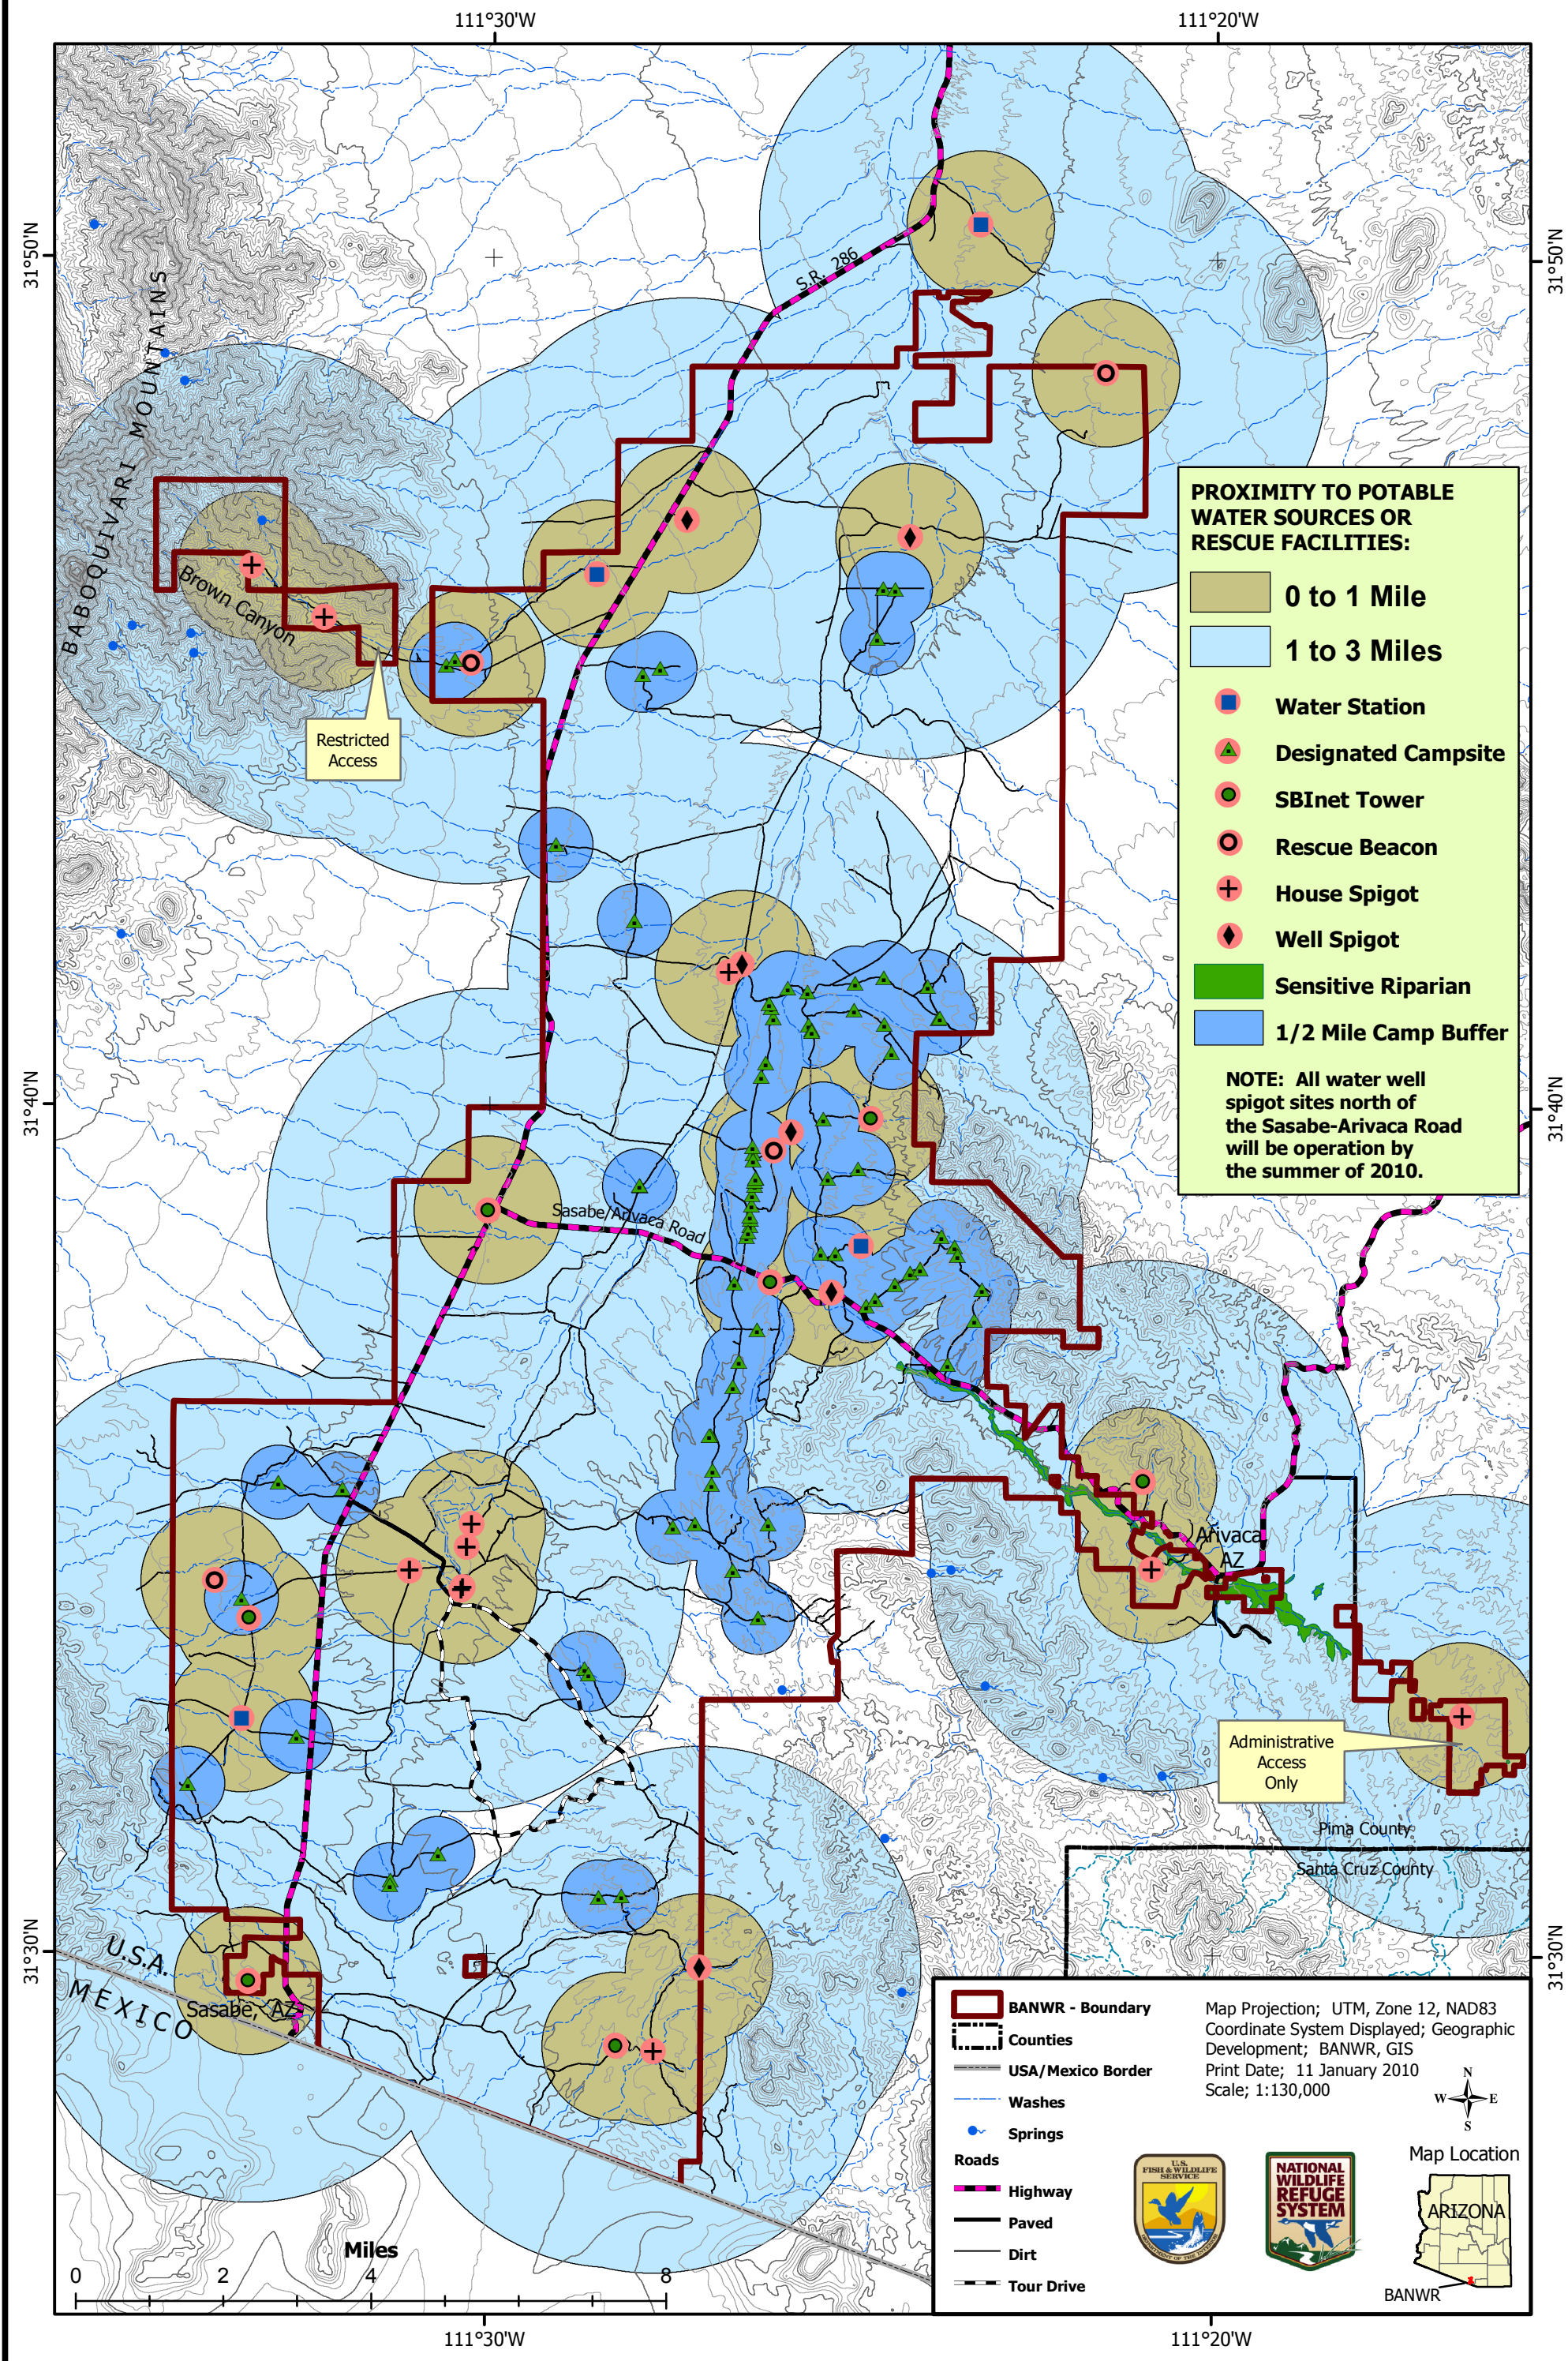 111°30'W
111°20'W
31°50'N
31°50'N
S.R. 286
BABOQUIVARI MOUNTAINS
Brown Canyon
Restricted
Access
PROXIMITY TO POTABLE
WATER SOURCES OR
RESCUE FACILITIES:
0 to 1 Mile
1 to 3 Miles
Water Station
Designated Campsite
SBInet Tower
Rescue Beacon
House Spigot
Well Spigot
Sensitive Riparian
1/2 Mile Camp Buffer
NOTE: All water well
spigot sites north of
the Sasabe-Arivaca Road
will be operation by
the summer of 2010.
31°40'N
31°40'N
Sasabe/Arivaca Road
Arivaca
AZ
Administrative
Access
Only
Pima County
Santa Cruz County
31°30'N
31°30'N
U.S.A.
MEXICO
Sasabe, AZ
BANWR - Boundary
Counties
USA/Mexico Border
Washes
Springs
Roads
Highway
Paved
Dirt
Tour Drive
Map Projection; UTM, Zone 12, NAD83
Coordinate System Displayed; Geographic
Development; BANWR, GIS
Print Date; 11 January 2010
Scale; 1:130,000
N
W E
S
Map Location
ARIZONA
BANWR
U.S.
FISH & WILDLIFE
SERVICE
DEPARTMENT OF THE INTERIOR
NATIONAL
WILDLIFE
REFUGE
SYSTEM
Miles
0 2 4 8
111°30'W
111°20'W